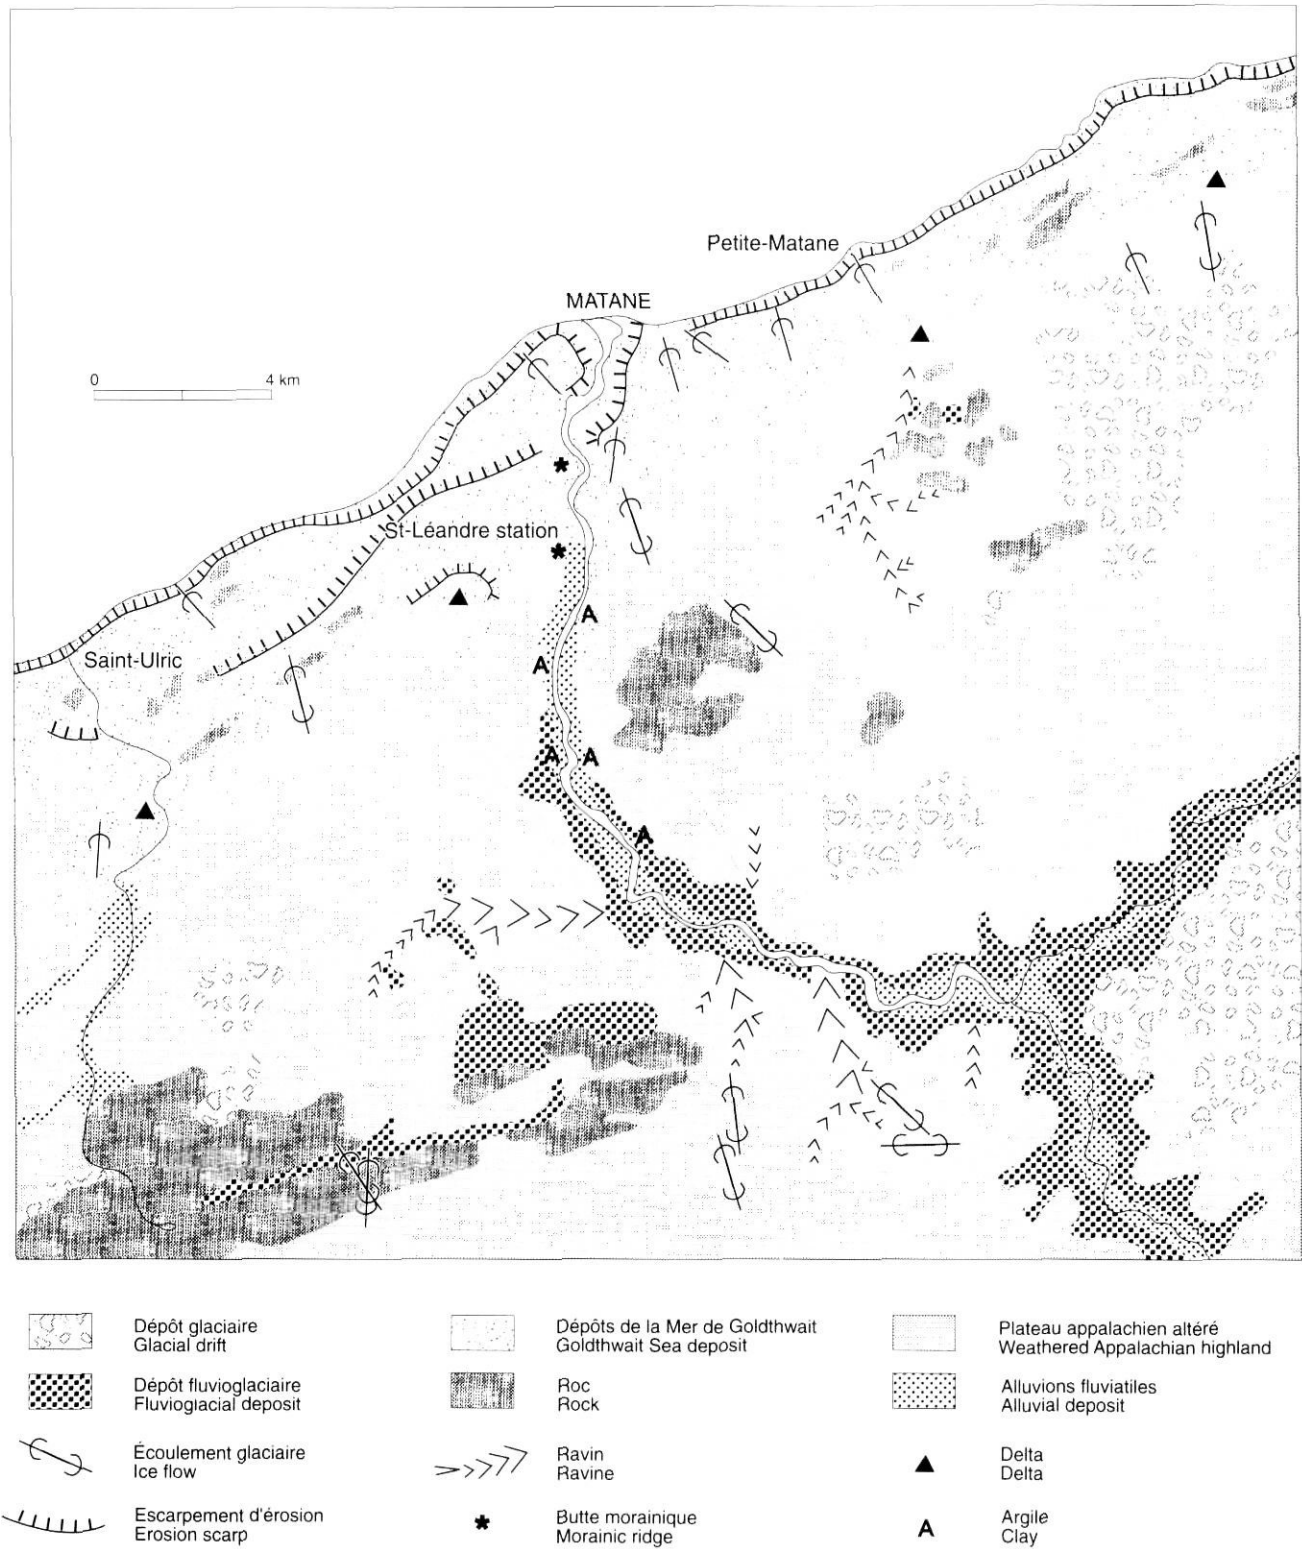 Petite-Matane
MATANE
0 4 km
St-Léandre station
A
Saint-Ulric
A
A
A
A
Dépôt glaciaire
Glacial drift
Dépôts de la Mer de Goldthwait
Goldthwait Sea deposit
Plateau appalachien altéré
Weathered Appalachian highland
Dépôt fluvioglaciaire
Fluvioglacial deposit
Roc
Rock
Alluvions fluviatiles
Alluvial deposit
Écoulement glaciaire
Ice flow
Ravin
Ravine
Delta
Delta
Escarpement d'érosion
Erosion scarp
Butte morainique
Morainic ridge
A
Argile
Clay